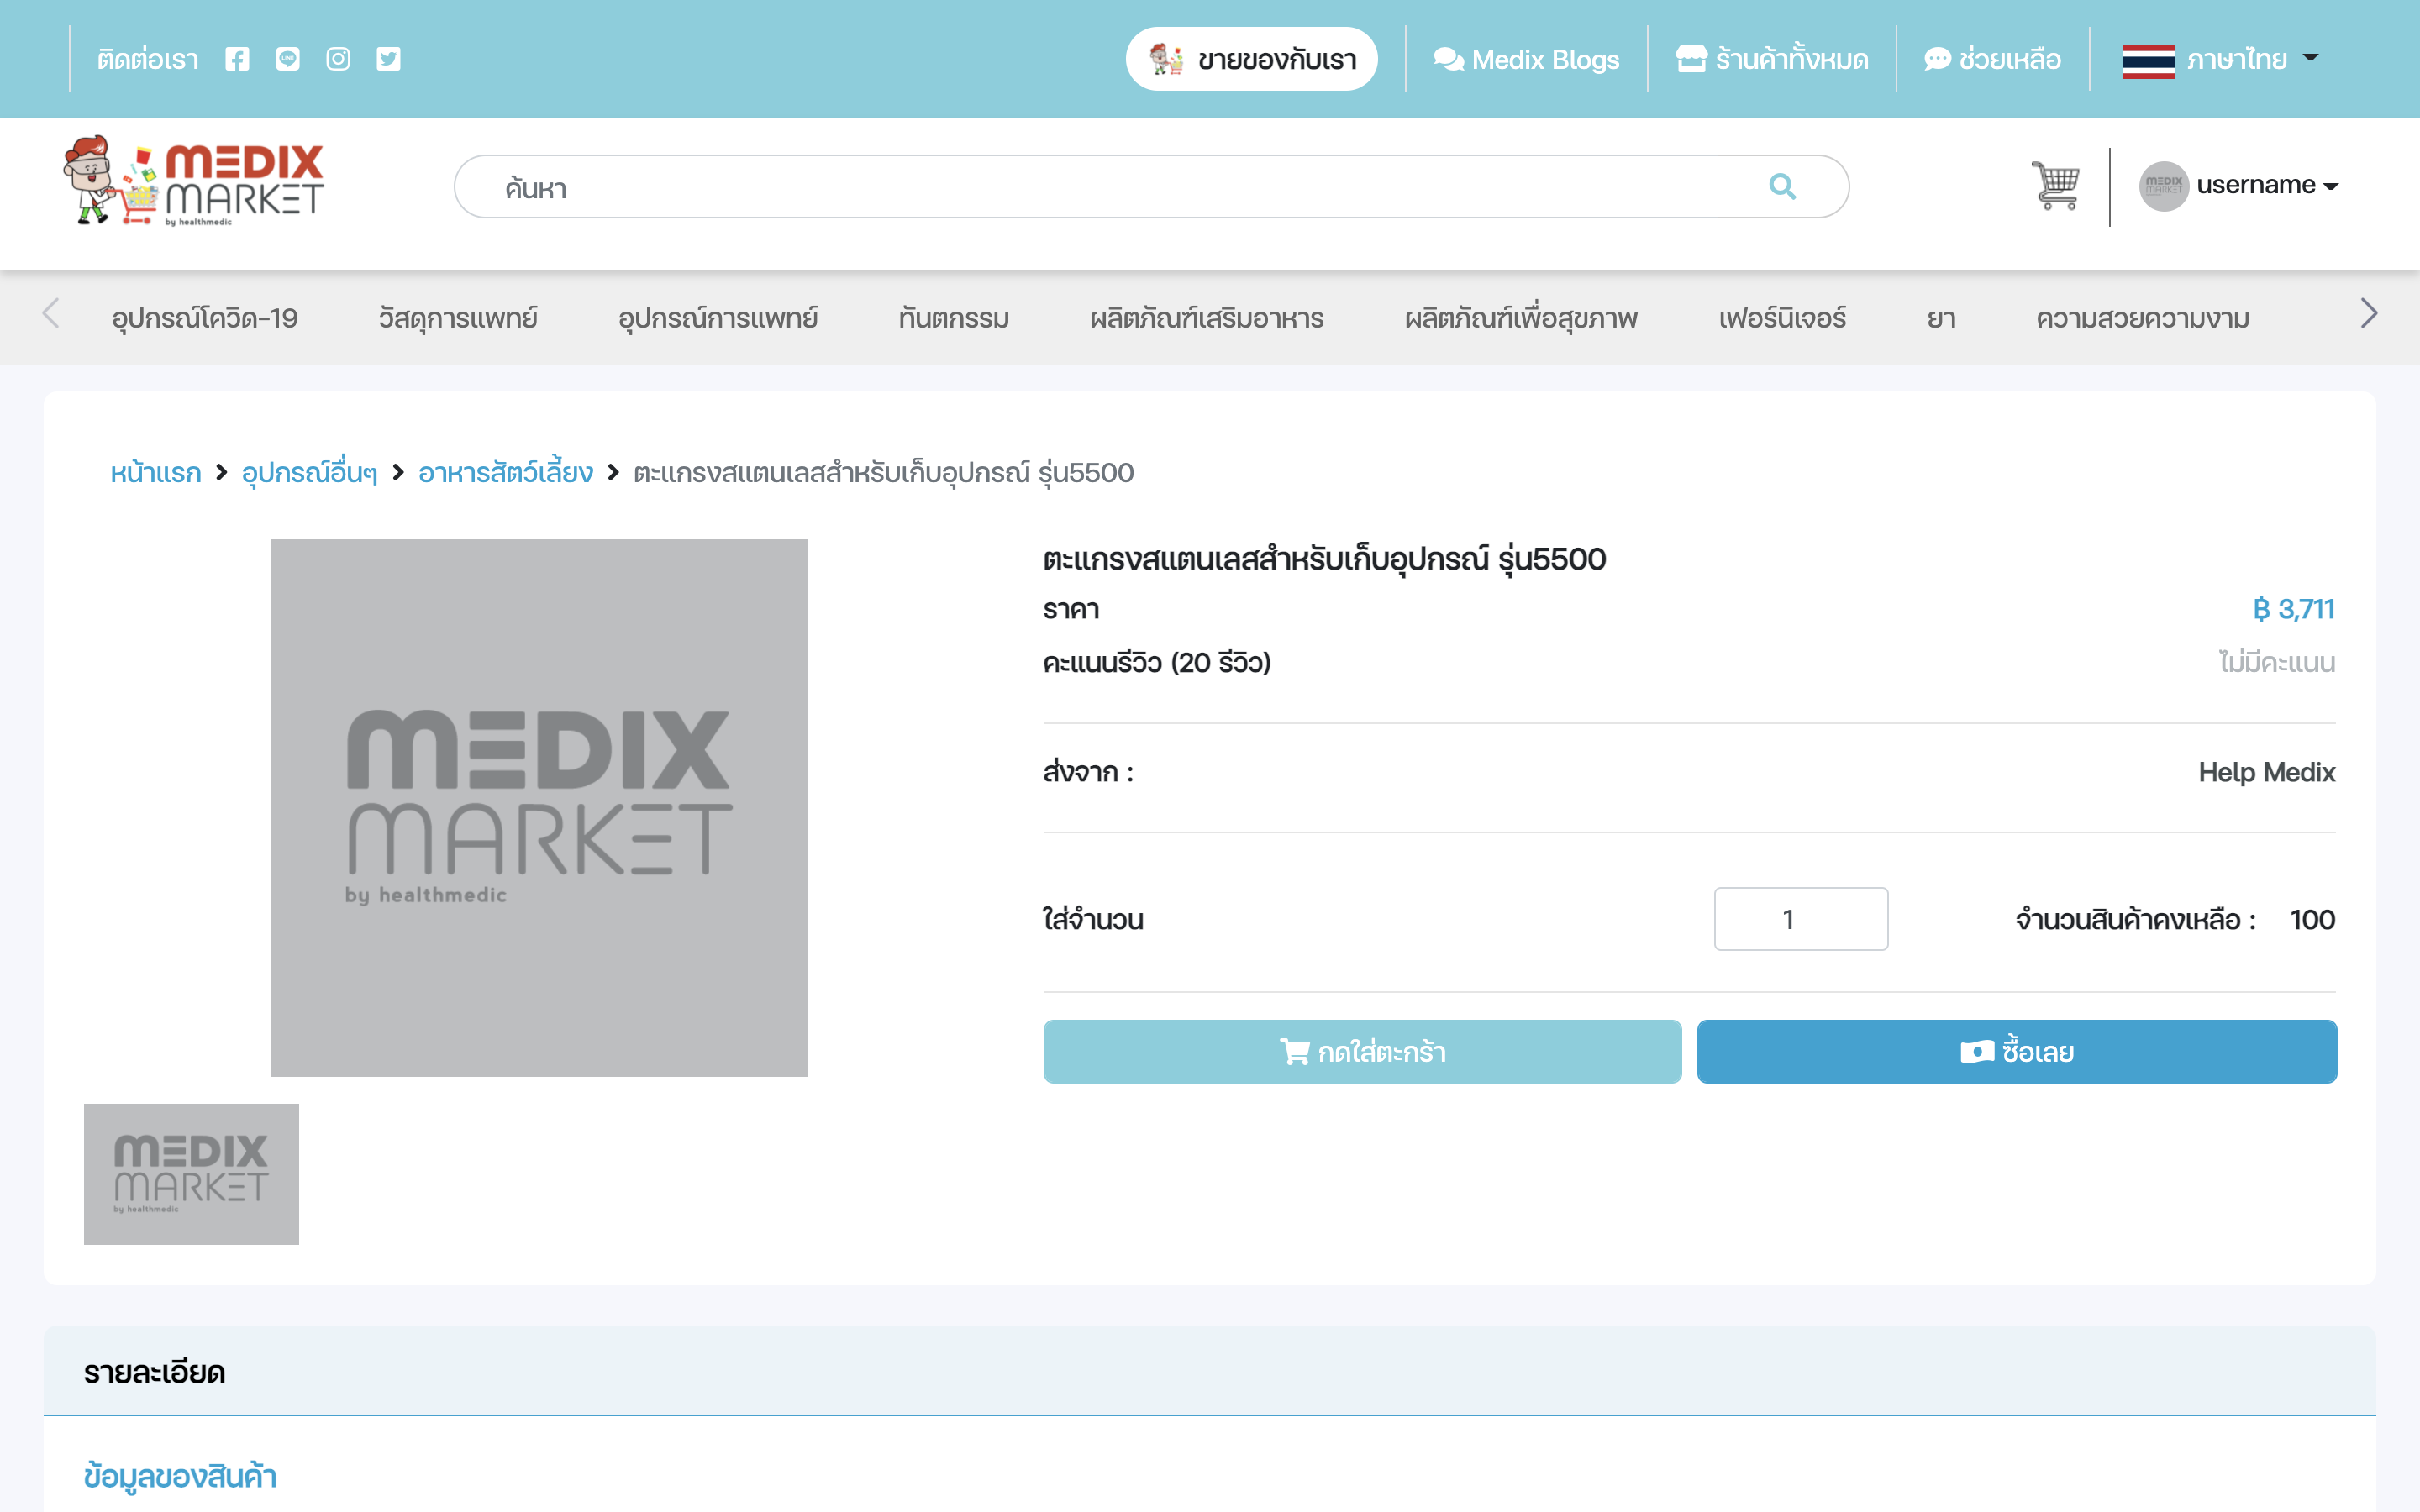 ติดต่อเรา
ขายของกับเรา
Medix Blogs
ร้านค้าทั้งหมด
ช่วยเหลือ
ภาษาไทย
MEDIX
MARKET
by healthmedic
ค้นหา
MEDIX
MARKET
username
อุปกรณ์โควิด-19
วัสดุการแพทย์
อุปกรณ์การแพทย์
ทันตกรรม
ผลิตภัณฑ์เสริมอาหาร
ผลิตภัณฑ์เพื่อสุขภาพ
เฟอร์นิเจอร์
ยา
ความสวยความงาม
หน้าแรก > อุปกรณ์อื่นๆ > อาหารสัตว์เลี้ยง > ตะแกรงสแตนเลสสำหรับเก็บอุปกรณ์ รุ่น5500
MEDIX
MARKET
by healthmedic
MEDIX
MARKET
by healthmedic
ตะแกรงสแตนเลสสำหรับเก็บอุปกรณ์ รุ่น5500
ราคา ฿ 3,711
คะแนนรีวิว (20 รีวิว) ไม่มีคะแนน
ส่งจาก : Help Medix
ใส่จำนวน 1 จำนวนสินค้าคงเหลือ : 100
กดใส่ตะกร้า
ซื้อเลย
รายละเอียด
ข้อมูลของสินค้า